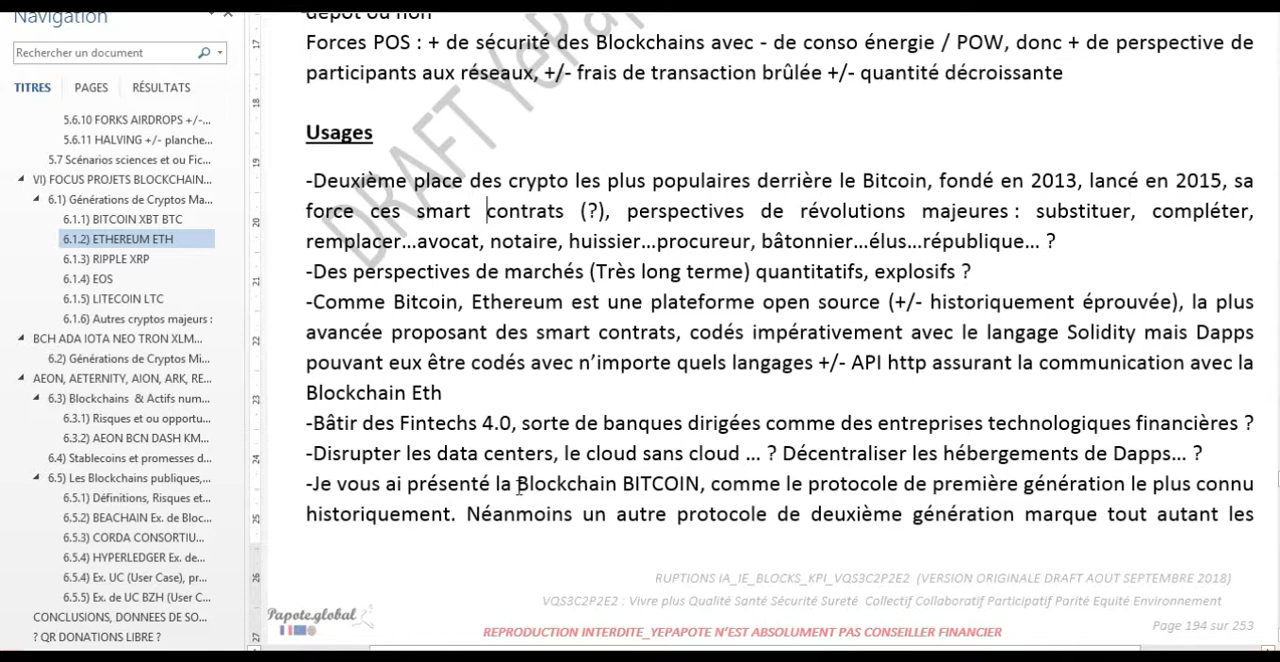 Navigation
Rechercher un document
TITRES PAGES RÉSULTATS
5.6.10 FORKS AIRDROPS +/-...
5.6.11 HALVING +/- planche...
5.7 Scénarios sciences et ou Fic...
VI) FOCUS PROJETS BLOCKCHAIN...
6.1) Générations de Cryptos Ma...
6.1.1) BITCOIN XBT BTC
6.1.2) ETHEREUM ETH
6.1.3) RIPPLE XRP
6.1.4) EOS
6.1.5) LITECOIN LTC
6.1.6) Autres cryptos majeurs :
BCH ADA IOTA NEO TRON XLM...
6.2) Générations de Cryptos Mi...
AEON, AETERNITY, AION, ARK, RE...
6.3) Blockchains & Actifs num...
6.3.1) Risques et ou opportu...
6.3.2) AEON BCN DASH KM...
6.4) Stablecoins et promesses d...
6.5) Les Blockchains publiques,...
6.5.1) Définitions, Risques et...
6.5.2) BEACHAIN Ex. de Bloc...
6.5.3) CORDA CONSORTIU...
6.5.4) HYPERLEDGER Ex. de...
6.5.4) Ex. UC (User Case), pr...
6.5.5) Ex. de UC BZH (User C...
CONCLUSIONS, DONNEES DE SO...
? QR DONATIONS LIBRE ?
17
18
19
20
21
22
23
24
25
26
27
dépôt ou non
Forces POS : + de sécurité des Blockchains avec - de conso énergie / POW, donc + de perspective de
participants aux réseaux, +/- frais de transaction brûlée +/- quantité décroissante
Usages
-Deuxième place des crypto les plus populaires derrière le Bitcoin, fondé en 2013, lancé en 2015, sa
force ces smart contrats (?), perspectives de révolutions majeures : substituer, compléter,
remplacer...avocat, notaire, huissier...procureur, bâtonnier...élus...république... ?
-Des perspectives de marchés (Très long terme) quantitatifs, explosifs ?
-Comme Bitcoin, Ethereum est une plateforme open source (+/- historiquement éprouvée), la plus
avancée proposant des smart contrats, codés impérativement avec le langage Solidity mais Dapps
pouvant eux être codés avec n'importe quels langages +/- API http assurant la communication avec la
Blockchain Eth
-Bâtir des Fintechs 4.0, sorte de banques dirigées comme des entreprises technologiques financières ?
-Disrupter les data centers, le cloud sans cloud ... ? Décentraliser les hébergements de Dapps... ?
-Je vous ai présenté la Blockchain BITCOIN, comme le protocole de première génération le plus connu
historiquement. Néanmoins un autre protocole de deuxième génération marque tout autant les
DRAFT YePap
RUPTIONS IA_IE_BLOCKS_KPI_VQS3C2P2E2 (VERSION ORIGINALE DRAFT AOUT SEPTEMBRE 2018)
VQS3C2P2E2 : Vivre plus Qualité Santé Sécurité Sureté Collectif Collaboratif Participatif Parité Equité Environnement
Papote.global
REPRODUCTION INTERDITE_YEPAPOTE N'EST ABSOLUMENT PAS CONSEILLER FINANCIER
Page 194 sur 253